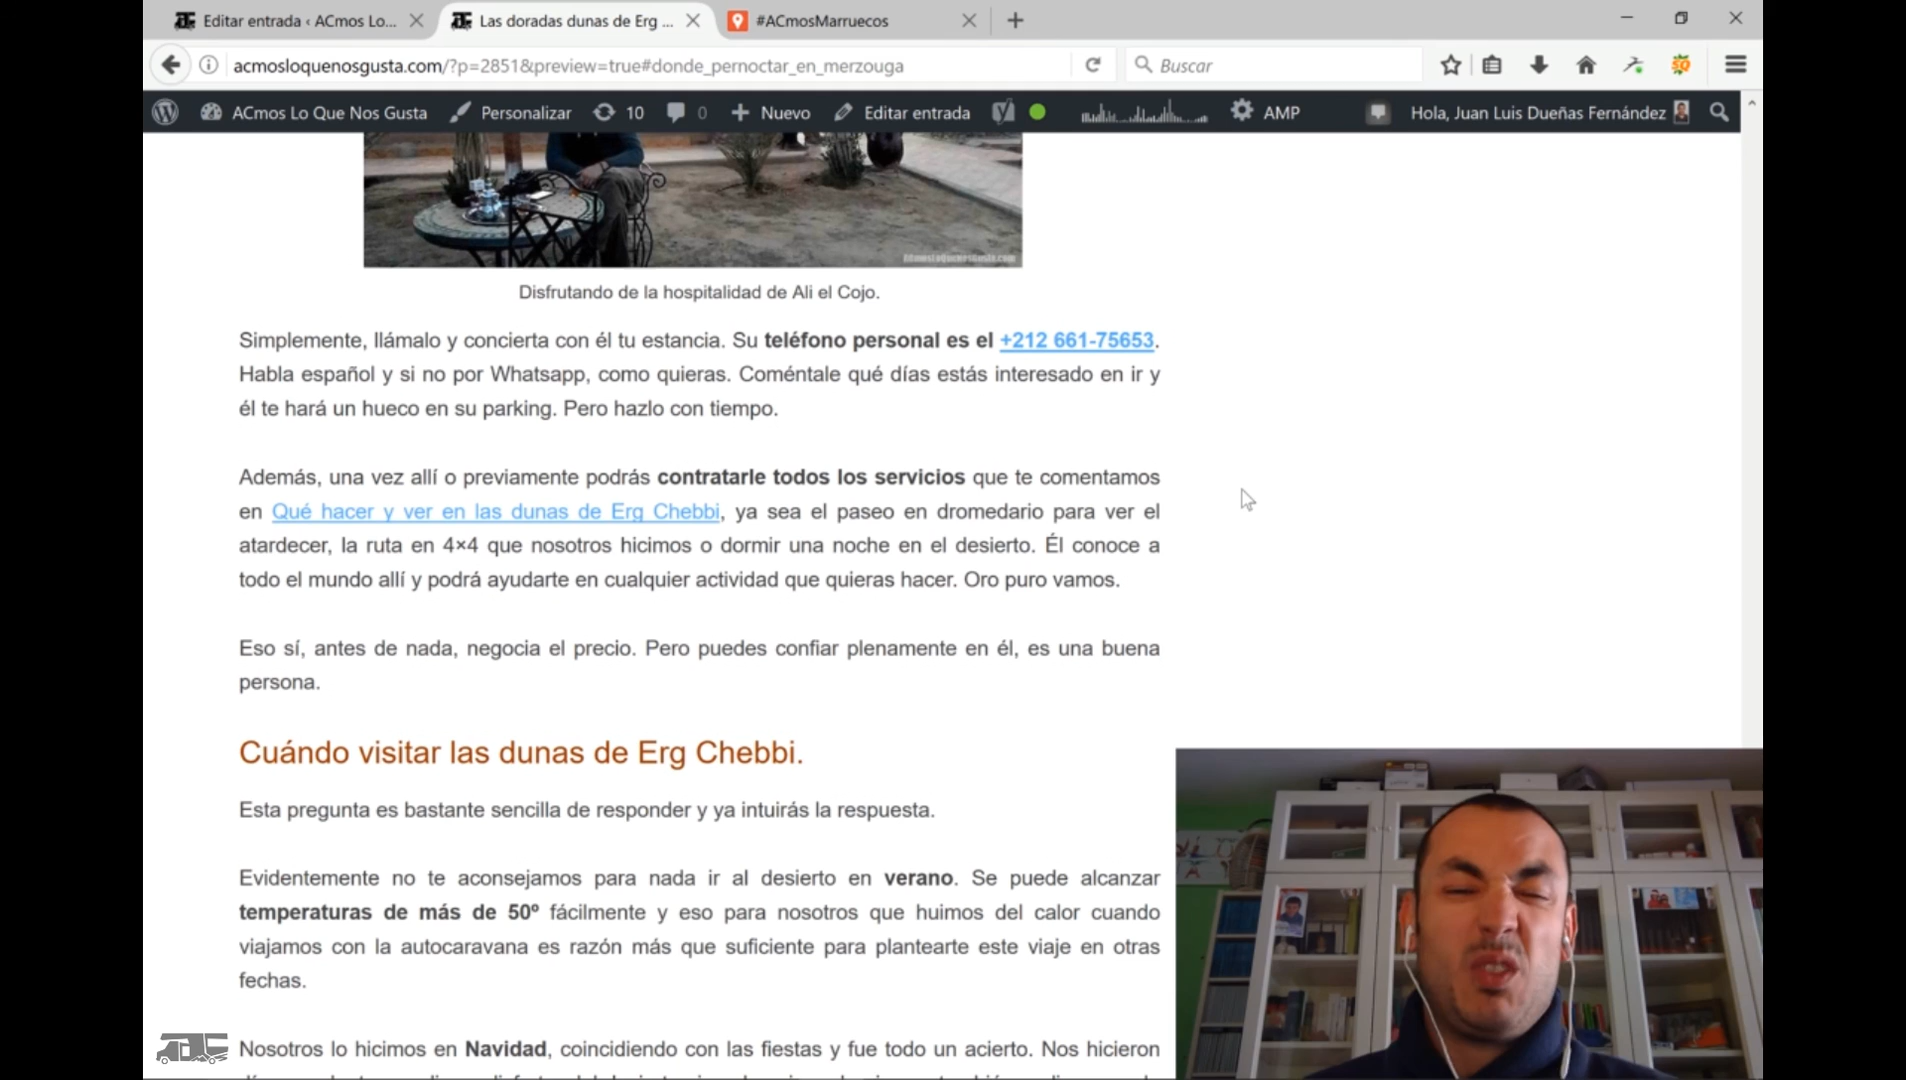 Editar entrada ‹ ACmos Lo...
Las doradas dunas de Erg ...
#ACmosMarruecos
acmosloquenosgusta.com/?p=2851&preview=true#donde_pernoctar_en_merzouga
Buscar
ACmos Lo Que Nos Gusta
Personalizar
10
0
Nuevo
Editar entrada
AMP
Hola, Juan Luis Dueñas Fernández
ACmosLoQueNosGusta.com
Disfrutando de la hospitalidad de Ali el Cojo.
Simplemente, llámalo y concierta con él tu estancia. Su teléfono personal es el +212 661-75653.
Habla español y si no por Whatsapp, como quieras. Coméntale qué días estás interesado en ir y
él te hará un hueco en su parking. Pero hazlo con tiempo.
Además, una vez allí o previamente podrás contratarle todos los servicios que te comentamos
en Qué hacer y ver en las dunas de Erg Chebbi, ya sea el paseo en dromedario para ver el
atardecer, la ruta en 4×4 que nosotros hicimos o dormir una noche en el desierto. Él conoce a
todo el mundo allí y podrá ayudarte en cualquier actividad que quieras hacer. Oro puro vamos.
Eso sí, antes de nada, negocia el precio. Pero puedes confiar plenamente en él, es una buena
persona.
Cuándo visitar las dunas de Erg Chebbi.
Esta pregunta es bastante sencilla de responder y ya intuirás la respuesta.
Evidentemente no te aconsejamos para nada ir al desierto en verano. Se puede alcanzar
temperaturas de más de 50º fácilmente y eso para nosotros que huimos del calor cuando
viajamos con la autocaravana es razón más que suficiente para plantearte este viaje en otras
fechas.
Nosotros lo hicimos en Navidad, coincidiendo con las fiestas y fue todo un acierto. Nos hicieron